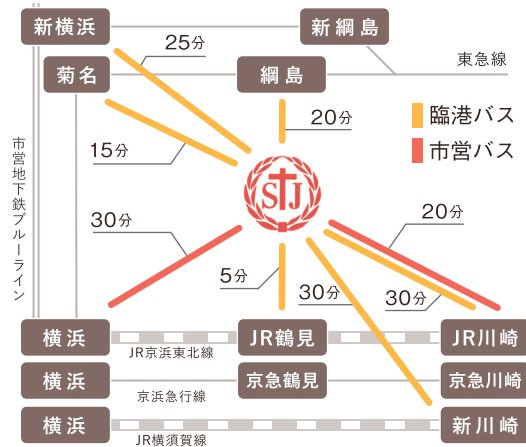 新横浜
新綱島
25分
東急線
菊名
綱島
臨港バス
20分
市営バス
15分
市営地下鉄ブルーライン
STJ
30分
20分
5分
30分
30分
横浜
JR鶴見
JR川崎
JR京浜東北線
横浜
京急鶴見
京急川崎
京浜急行線
横浜
新川崎
JR横須賀線